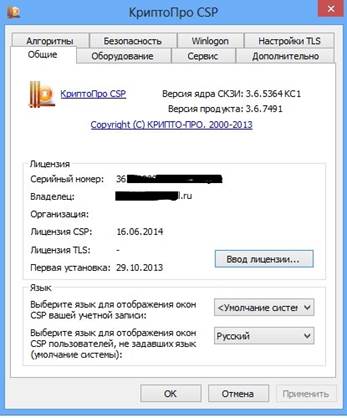 КриптоПро CSP
Алгоритмы Безопасность Winlogon Настройки TLS
Общие Оборудование Сервис Дополнительно
КриптоПро CSP
Версия ядра СКЗИ: 3.6.5364 КС1
Версия продукта: 3.6.7491
Copyright (C) КРИПТО-ПРО. 2000-2013
Лицензия
Серийный номер: 36
Владелец: l.ru
Организация:
Лицензия CSP: 16.06.2014
Лицензия TLS: -
Первая установка: 29.10.2013
Ввод лицензии...
Язык
Выберите язык для отображения окон
CSP вашей учетной записи:
<Умолчание систем
Выберите язык для отображения окон
CSP пользователей, не задавших язык
(умолчание системы):
Русский
ОК Отмена Применить